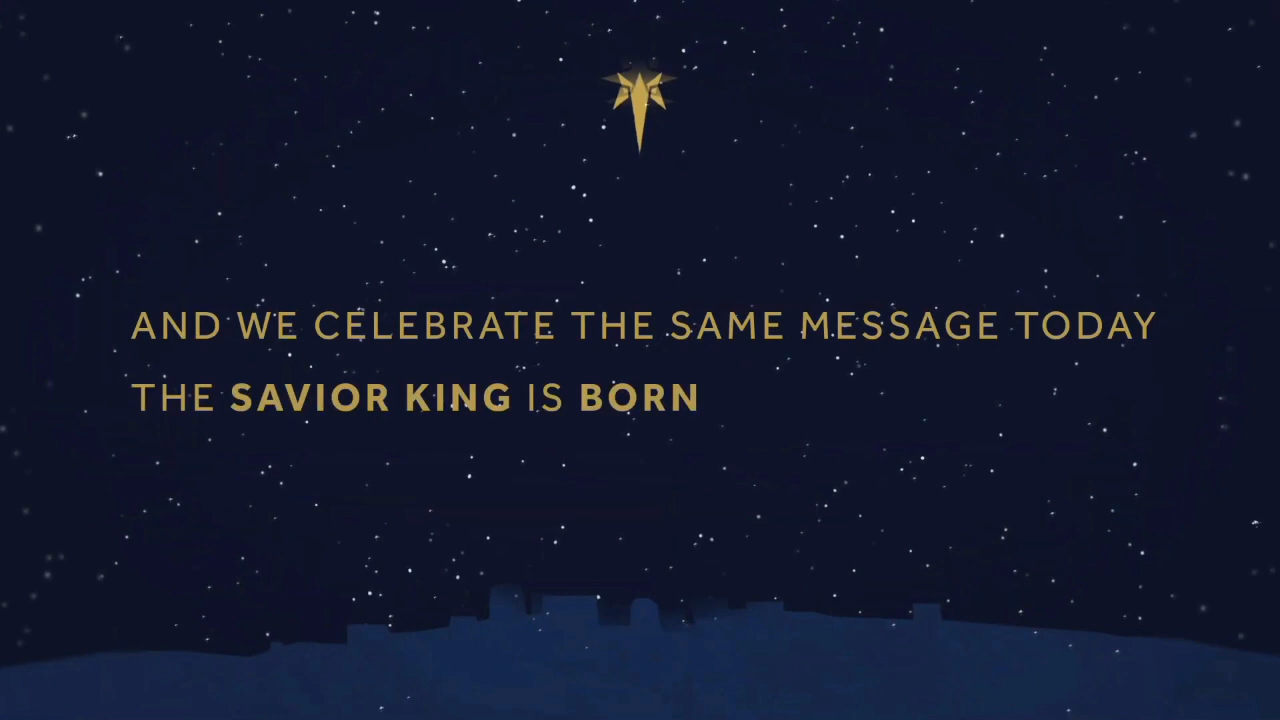 AND WE CELEBRATE THE SAME MESSAGE TODAY
THE SAVIOR KING IS BORN